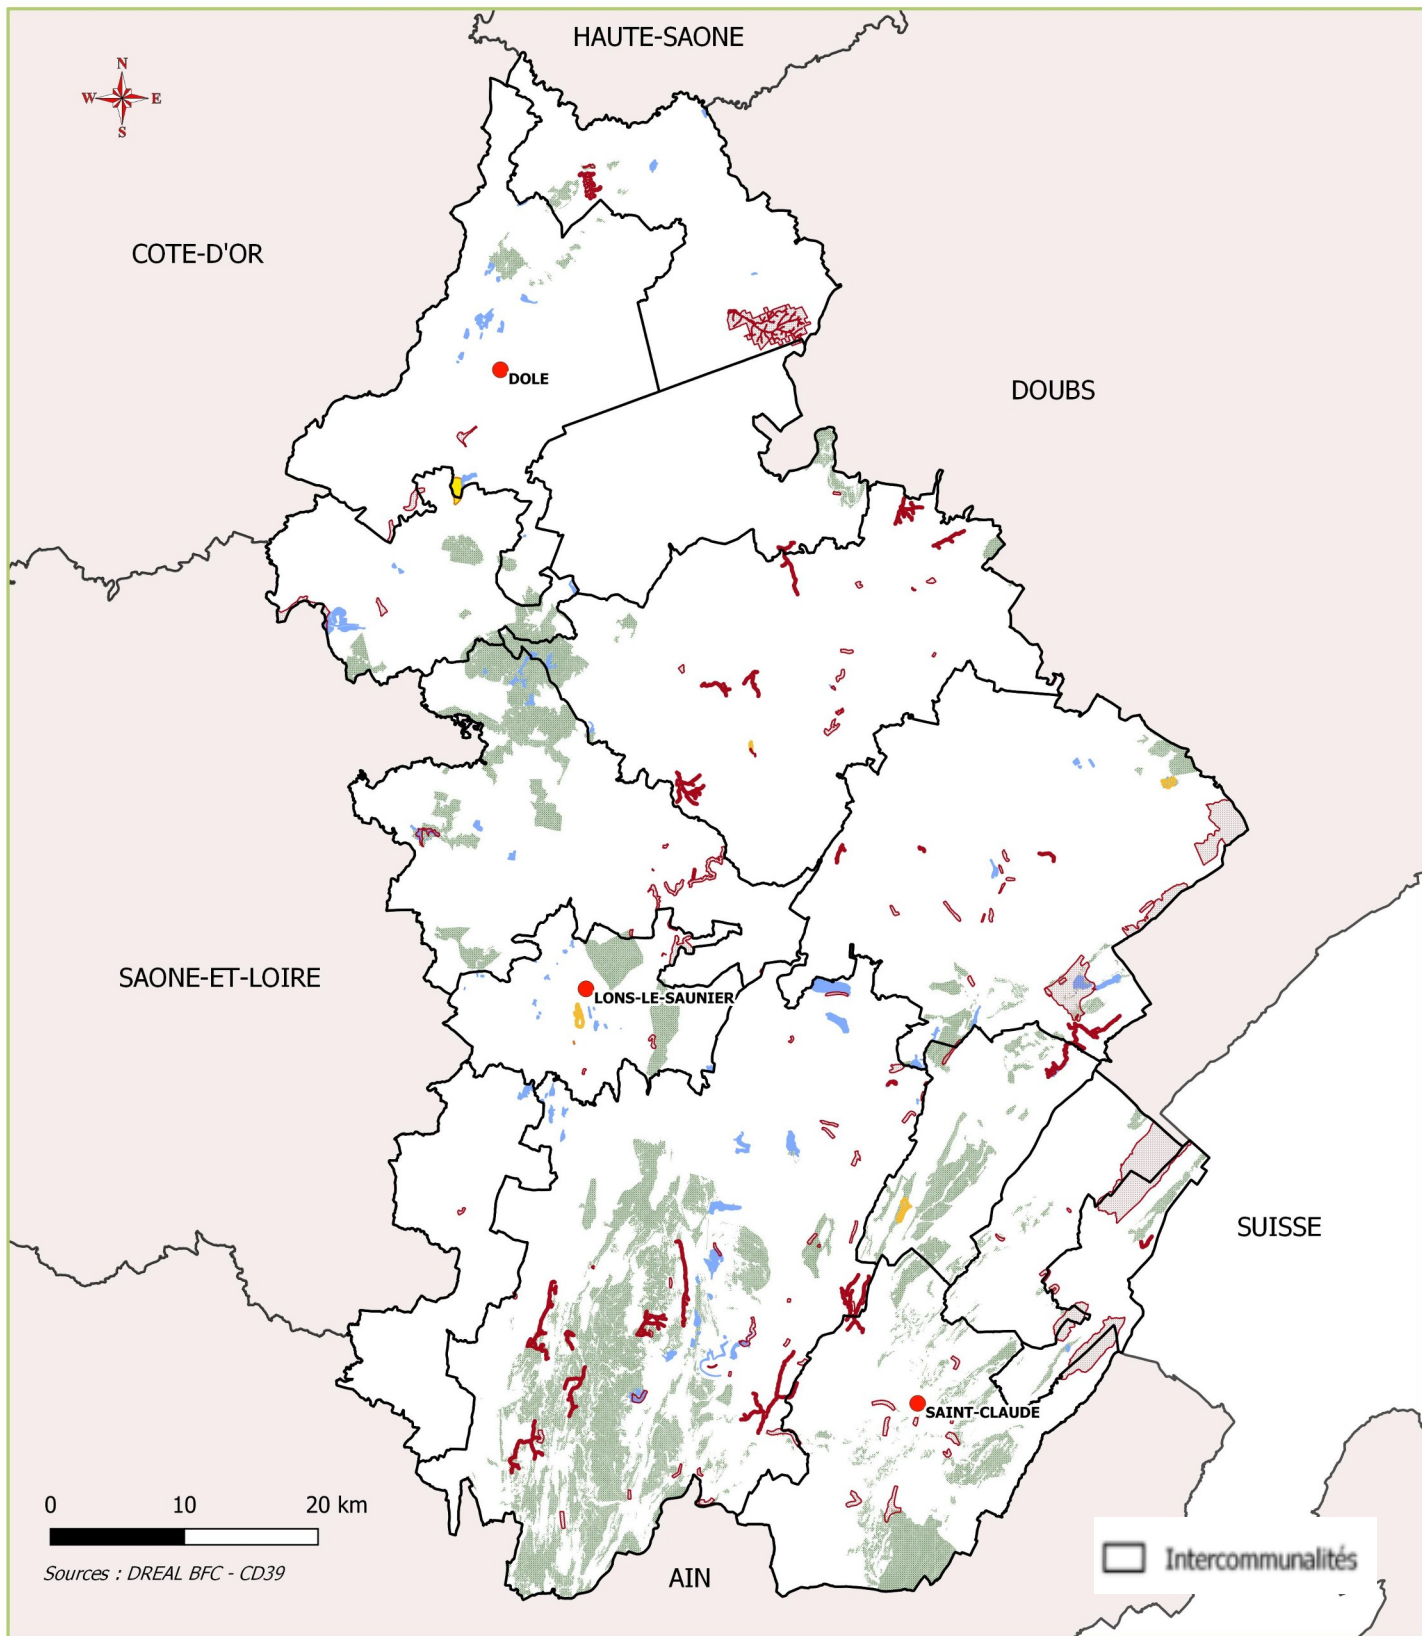 HAUTE-SAONE
N
W
E
S
COTE-D'OR
DOLE
DOUBS
SAONE-ET-LOIRE
LONS-LE-SAUNIER
SUISSE
SAINT-CLAUDE
0 10 20 km
Sources : DREAL BFC - CD39
AIN
Intercommunalités